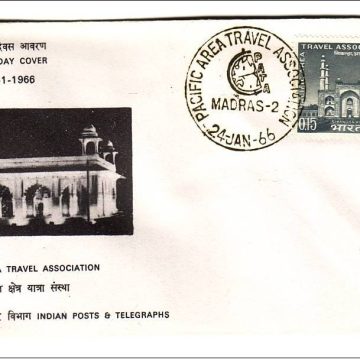 दिवस आवरण
DAY COVER
1-1966
A TRAVEL ASSOCIATION
क्षेत्र यात्रा संस्था
विभाग INDIAN POSTS & TELEGRAPHS
PACIFIC AREA TRAVEL ASSOCIATION
MADRAS-2
24 JAN-66
TRAVEL ASSOCIATION
0.15
भारत